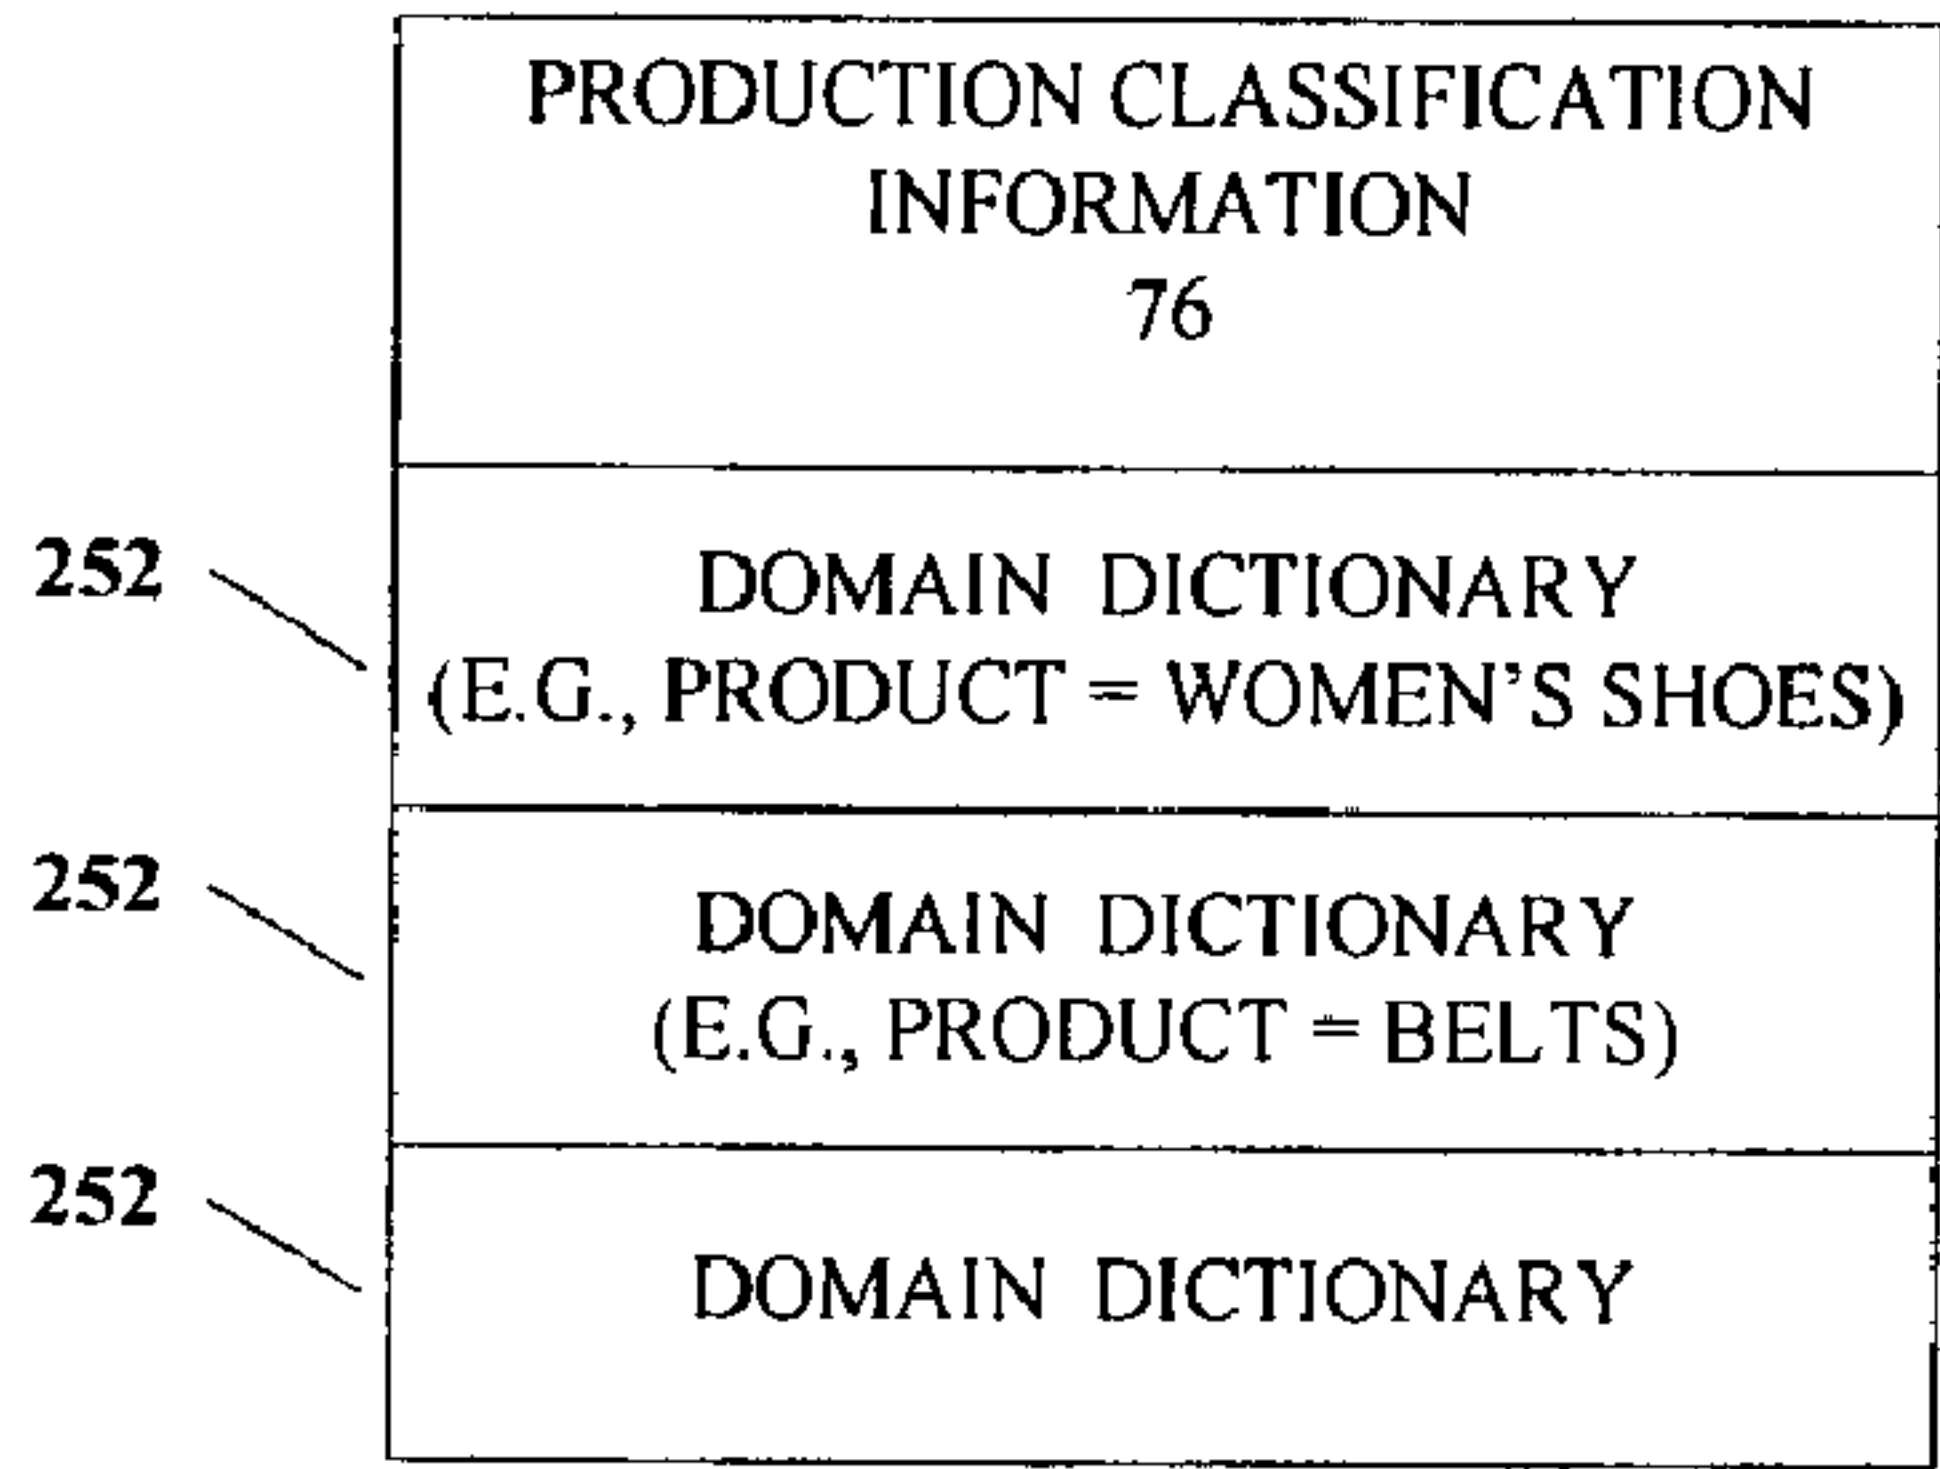 PRODUCTION CLASSIFICATION
INFORMATION
76
252
DOMAIN DICTIONARY
(E.G., PRODUCT = WOMEN'S SHOES)
252
DOMAIN DICTIONARY
(E.G., PRODUCT = BELTS)
252
DOMAIN DICTIONARY